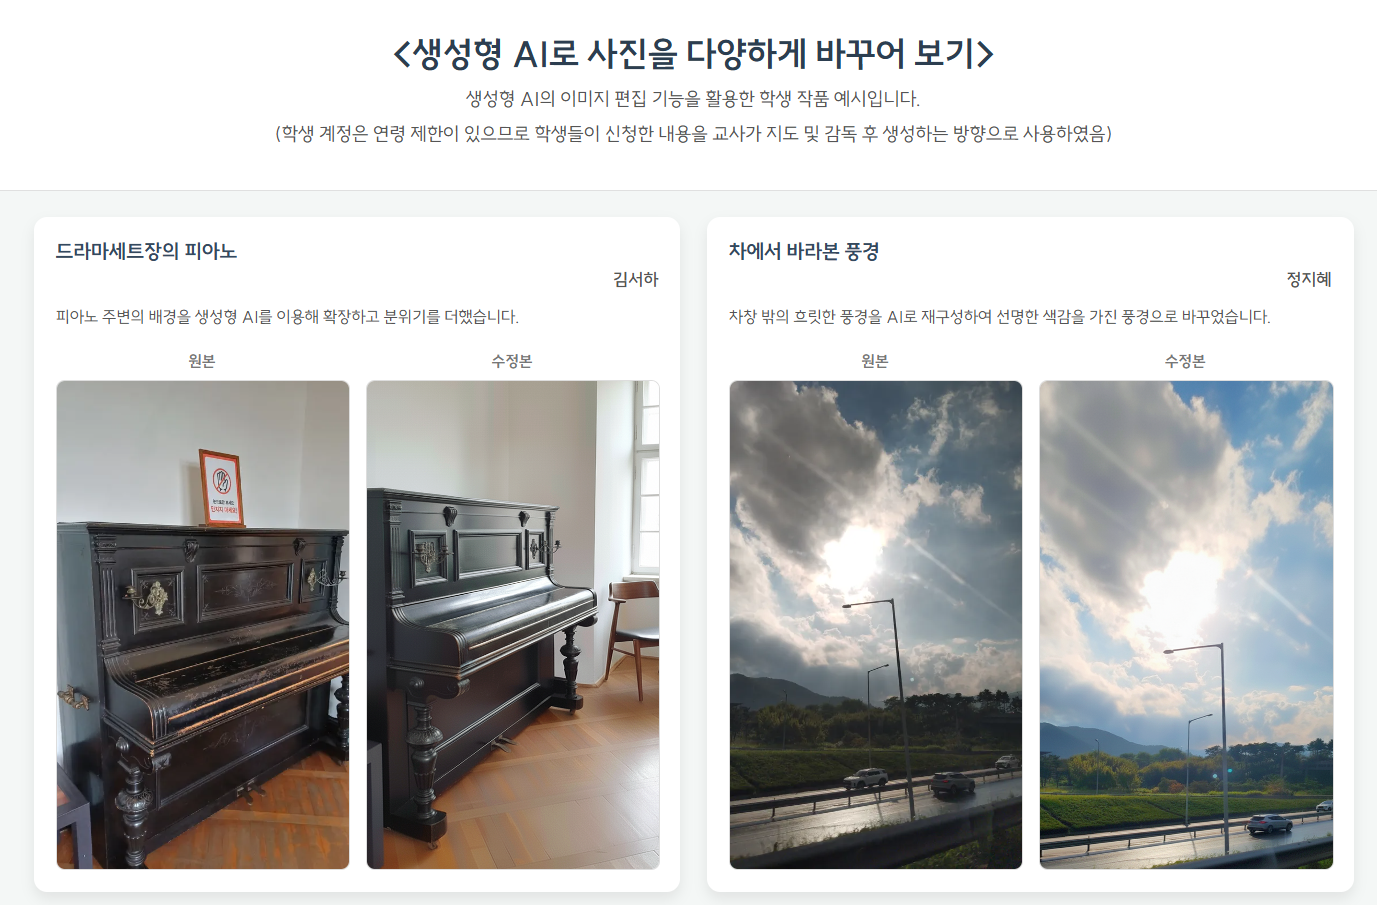 <생성형 AI로 사진을 다양하게 바꾸어 보기>
생성형 AI의 이미지 편집 기능을 활용한 학생 작품 예시입니다.
(학생 계정은 연령 제한이 있으므로 학생들이 신청한 내용을 교사가 지도 및 감독 후 생성하는 방향으로 사용하였음)
드라마세트장의 피아노
김서하
피아노 주변의 배경을 생성형 AI를 이용해 확장하고 분위기를 더했습니다.
원본
수정본
차에서 바라본 풍경
정지혜
차창 밖의 흐릿한 풍경을 AI로 재구성하여 선명한 색감을 가진 풍경으로 바꾸었습니다.
원본
수정본